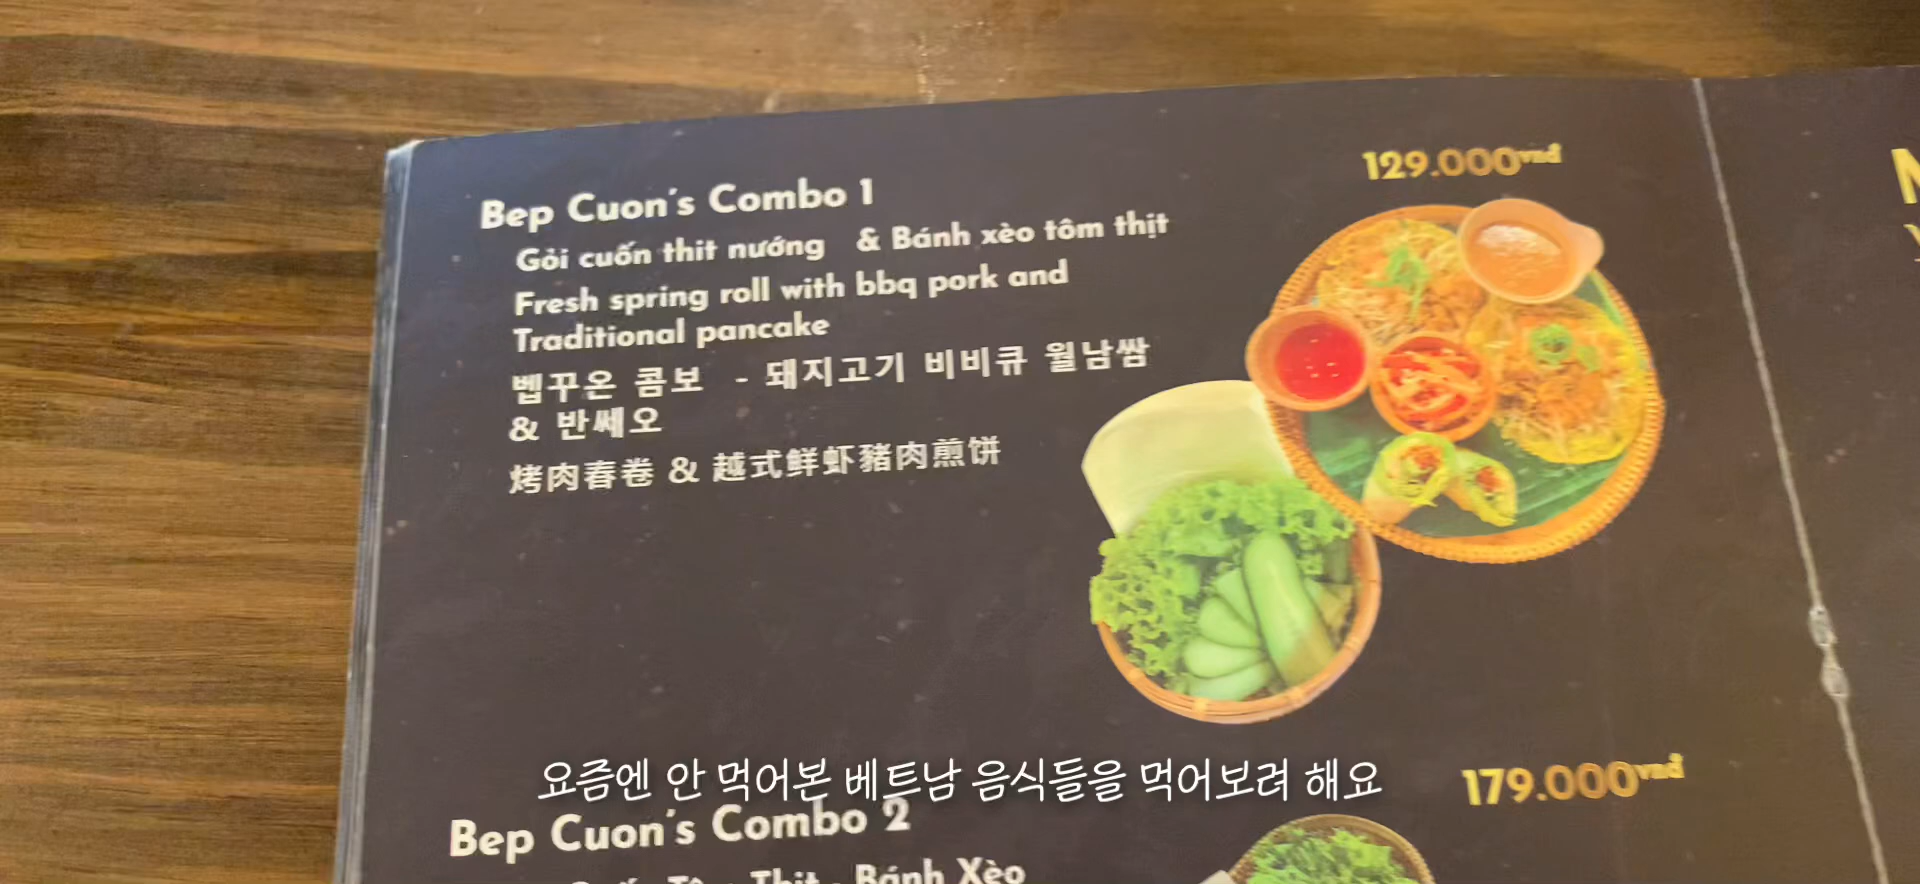 129.000vnđ
Bep Cuon's Combo 1
Gỏi cuốn thit nướng & Bánh xèo tôm thịt
Fresh spring roll with bbq pork and
Traditional pancake
벱꾸온 콤보 - 돼지고기 비비큐 월남쌈
& 반쎄오
烤肉春卷 & 越式鲜虾豬肉煎饼
요즘엔 안 먹어본 베트남 음식들을 먹어보려 해요
179.000vnđ
Bep Cuon's Combo 2
Thit - Bánh Xèo